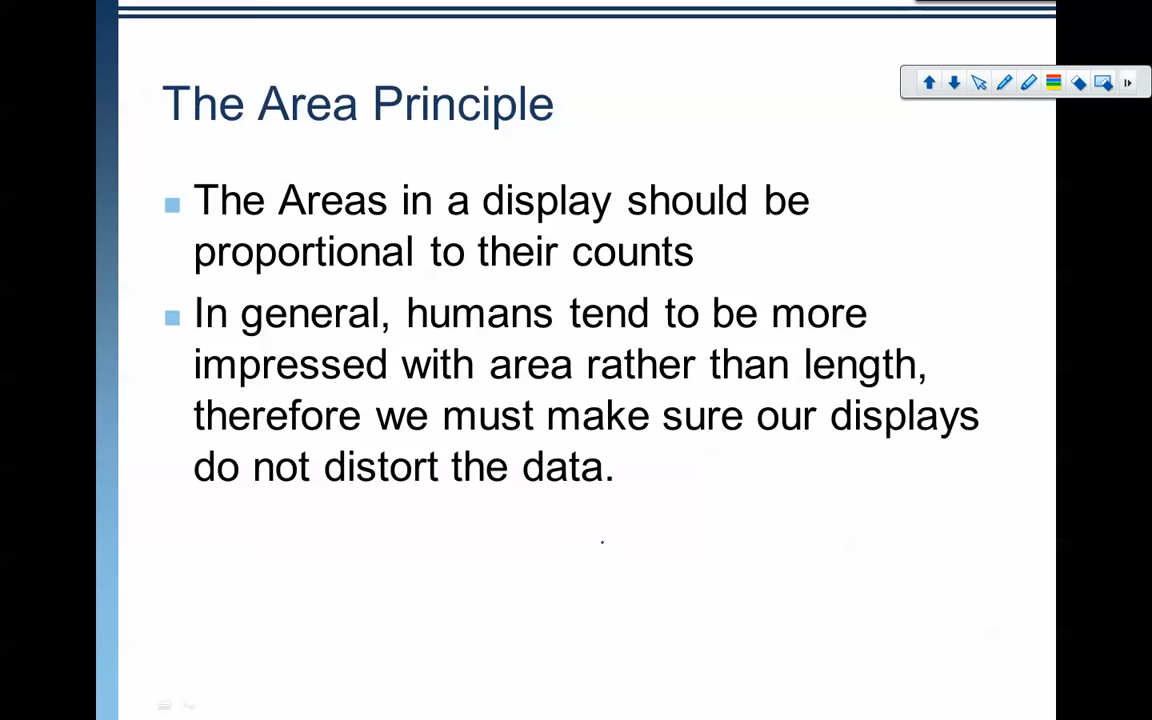 The Area Principle
The Areas in a display should be
proportional to their counts
In general, humans tend to be more
impressed with area rather than length,
therefore we must make sure our displays
do not distort the data.